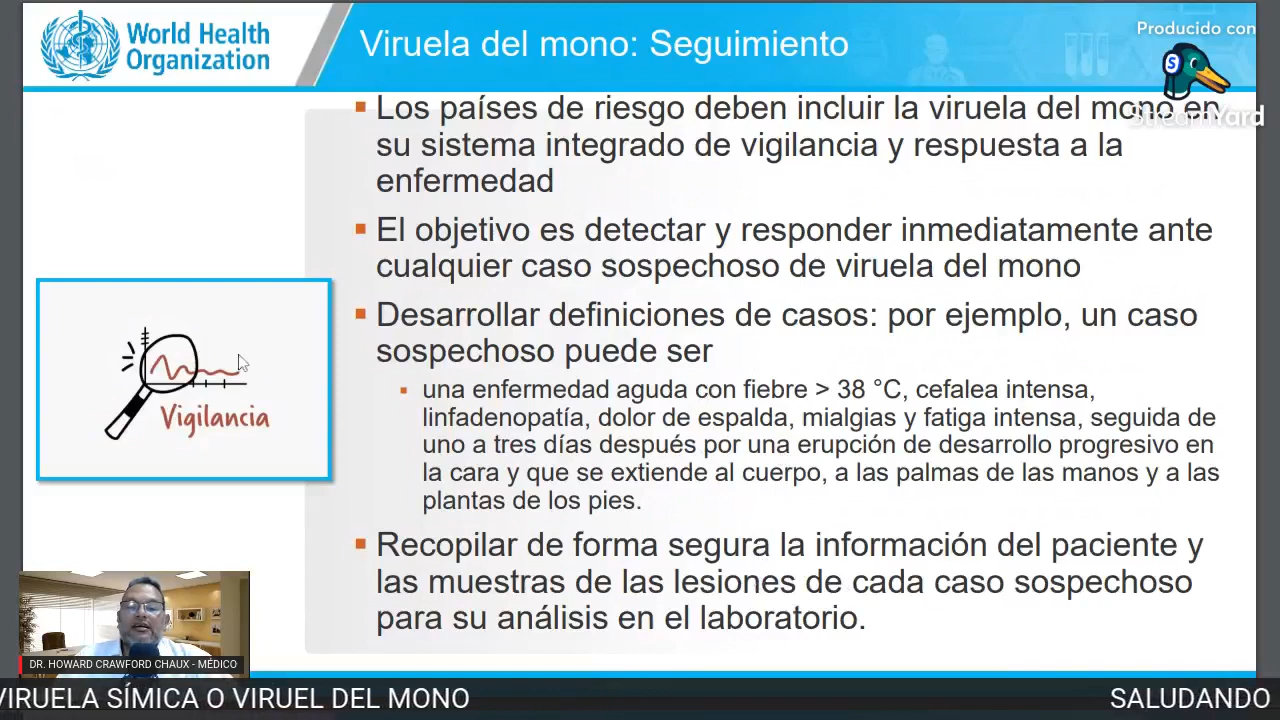 World Health
Organization
Viruela del mono: Seguimiento
Producido con
S
StreamYard
Los países de riesgo deben incluir la viruela del mono en
su sistema integrado de vigilancia y respuesta a la
enfermedad
El objetivo es detectar y responder inmediatamente ante
cualquier caso sospechoso de viruela del mono
Desarrollar definiciones de casos: por ejemplo, un caso
sospechoso puede ser
una enfermedad aguda con fiebre > 38 °C, cefalea intensa,
linfadenopatía, dolor de espalda, mialgias y fatiga intensa, seguida de
uno a tres días después por una erupción de desarrollo progresivo en
la cara y que se extiende al cuerpo, a las palmas de las manos y a las
plantas de los pies.
Recopilar de forma segura la información del paciente y
las muestras de las lesiones de cada caso sospechoso
para su análisis en el laboratorio.
Vigilancia
DR. HOWARD CRAWFORD CHAUX - MÉDICO
VIRUELA SÍMICA O VIRUEL DEL MONO
SALUDANDO